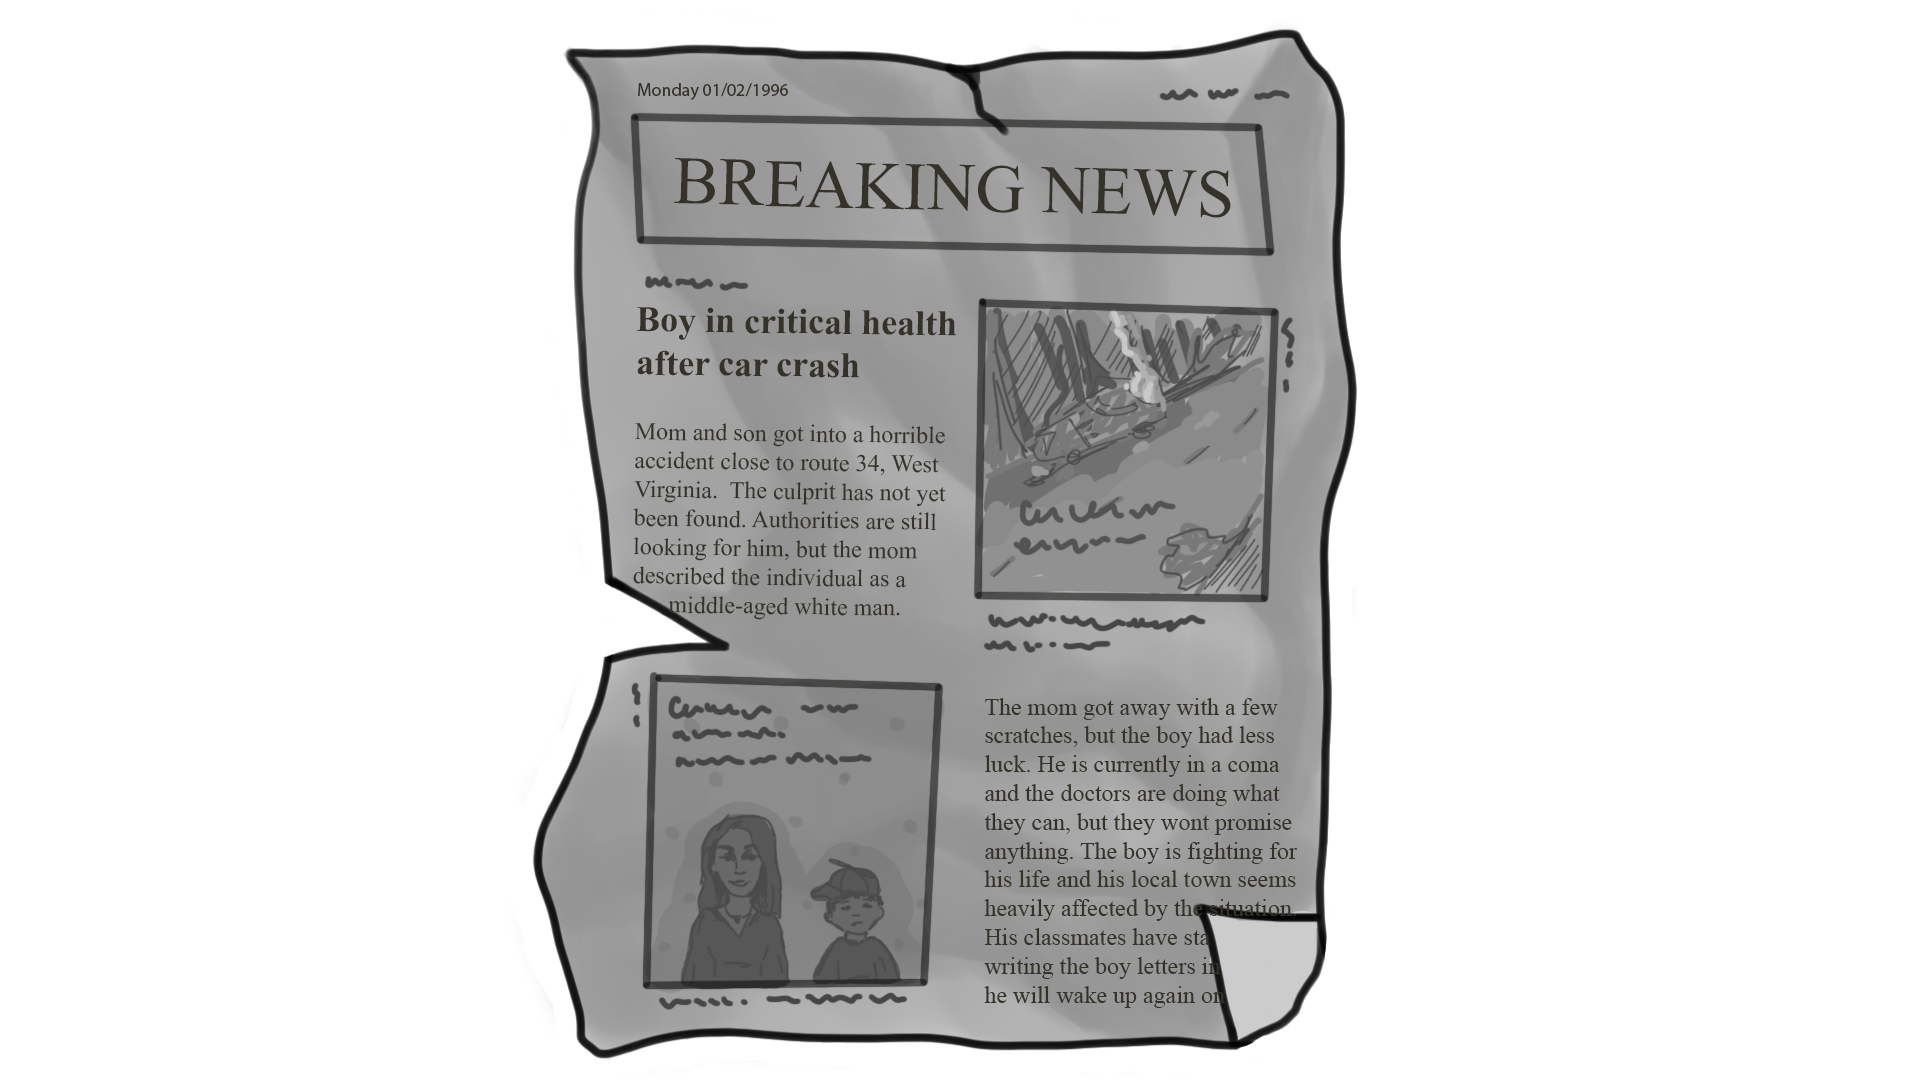 Monday 01/02/1996
BREAKING NEWS
Boy in critical health
after car crash
Mom and son got into a horrible
accident close to route 34, West
Virginia. The culprit has not yet
been found. Authorities are still
looking for him, but the mom
described the individual as a
middle-aged white man.
The mom got away with a few
scratches, but the boy had less
luck. He is currently in a coma
and the doctors are doing what
they can, but they wont promise
anything. The boy is fighting for
his life and his local town seems
heavily affected by the situation.
His classmates have sta
writing the boy letters in
he will wake up again on